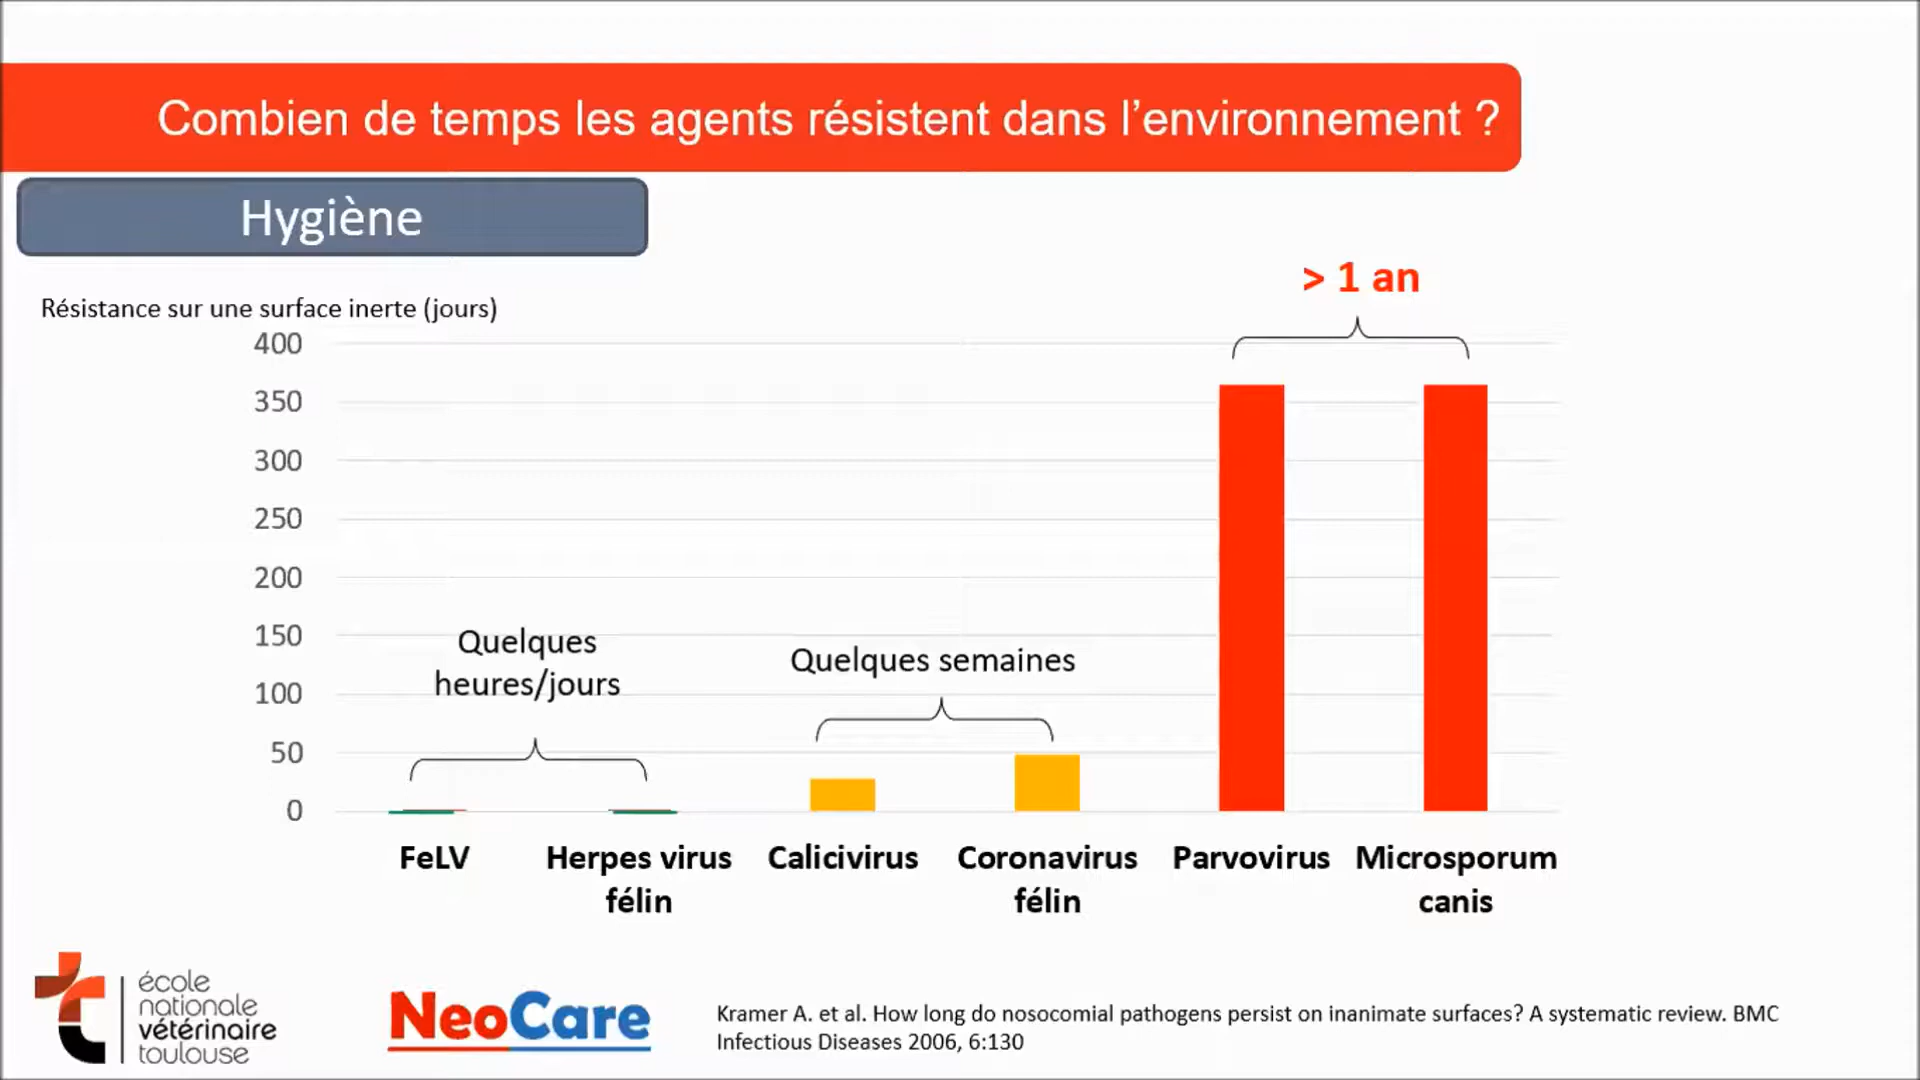 Combien de temps les agents résistent dans l’environnement ?
Hygiène
> 1 an
Résistance sur une surface inerte (jours)
400
350
300
250
200
150
100
50
0
Quelques
heures/jours
Quelques semaines
FeLV
Herpes virus
félin
Calicivirus
Coronavirus
félin
Parvovirus
Microsporum
canis
école
nationale
vétérinaire
toulouse
NeoCare
Kramer A. et al. How long do nosocomial pathogens persist on inanimate surfaces? A systematic review. BMC
Infectious Diseases 2006, 6:130